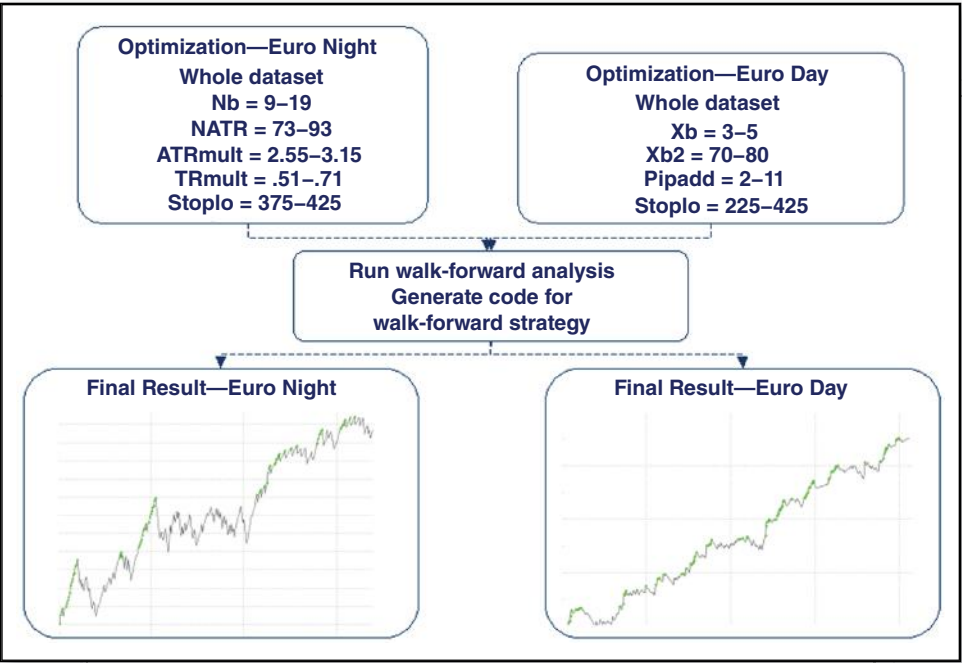 Optimization—Euro Night
Whole dataset
Nb = 9–19
NATR = 73–93
ATRmult = 2.55–3.15
TRmult = .51–.71
Stoplo = 375–425
Optimization—Euro Day
Whole dataset
Xb = 3–5
Xb2 = 70–80
Pipadd = 2–11
Stoplo = 225–425
Run walk-forward analysis
Generate code for
walk-forward strategy
Final Result—Euro Night
Final Result—Euro Day